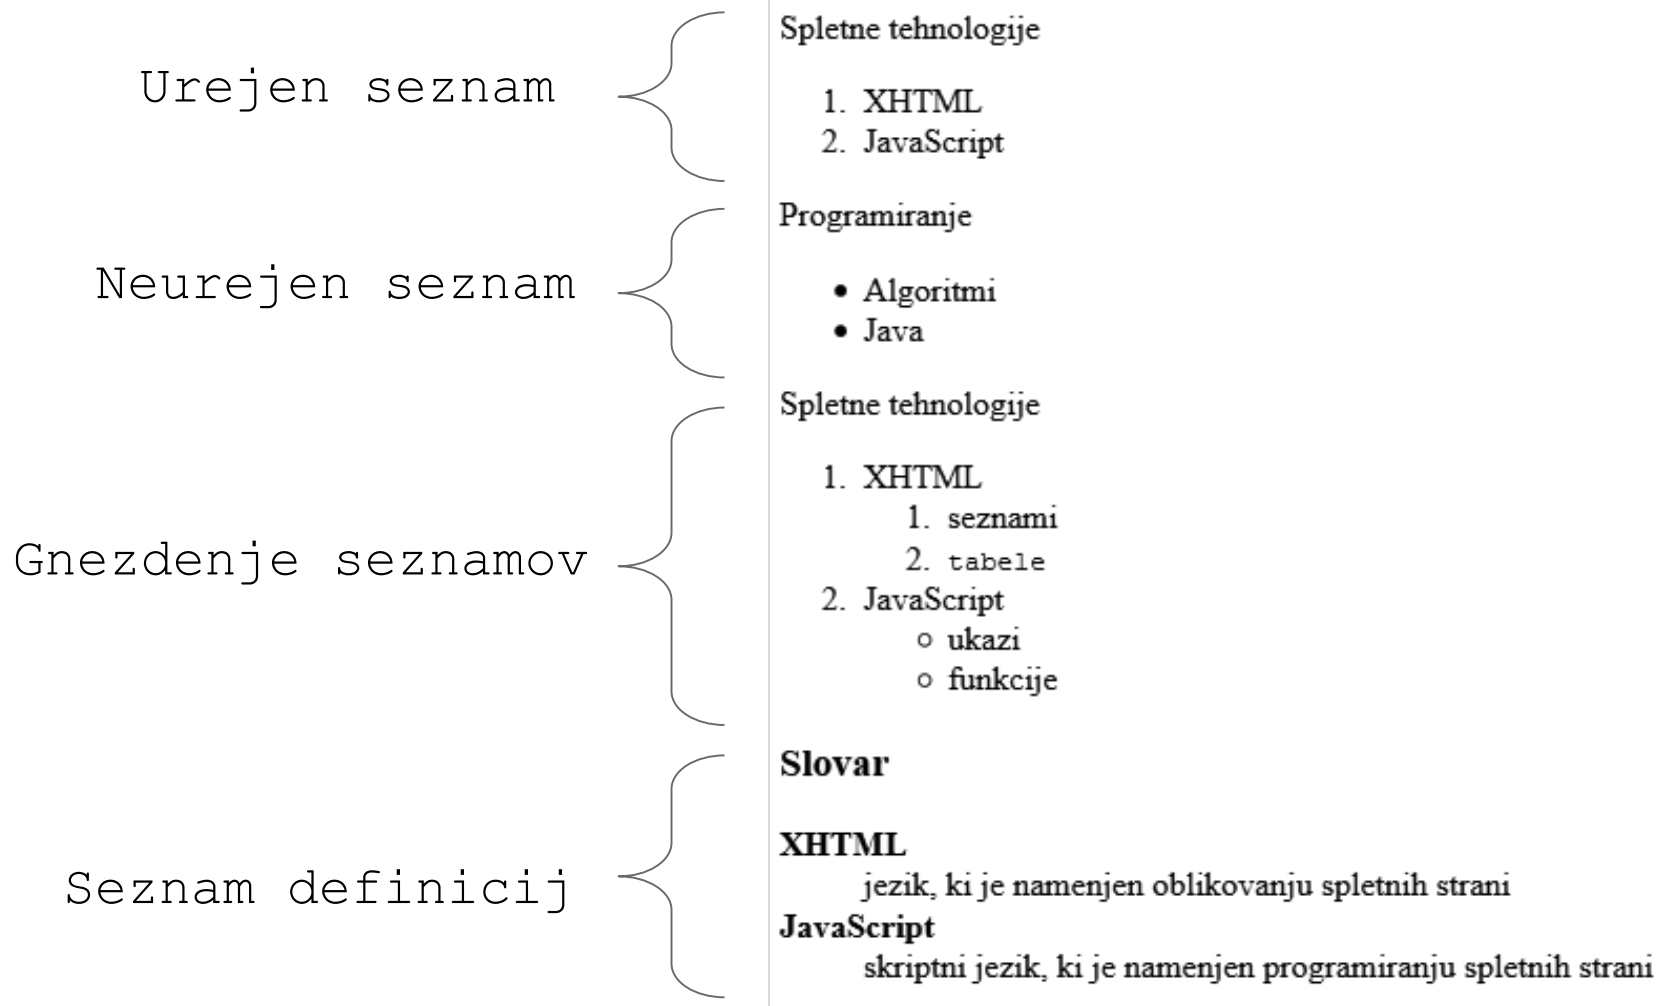 Urejen seznam
Spletne tehnologije
1. XHTML
2. JavaScript
Neurejen seznam
Programiranje
• Algoritmi
• Java
Gnezdenje seznamov
Spletne tehnologije
1. XHTML
1. seznami
2. tabele
2. JavaScript
○ ukazi
○ funkcije
Seznam definicij
Slovar
XHTML
jezik, ki je namenjen oblikovanju spletnih strani
JavaScript
skriptni jezik, ki je namenjen programiranju spletnih strani